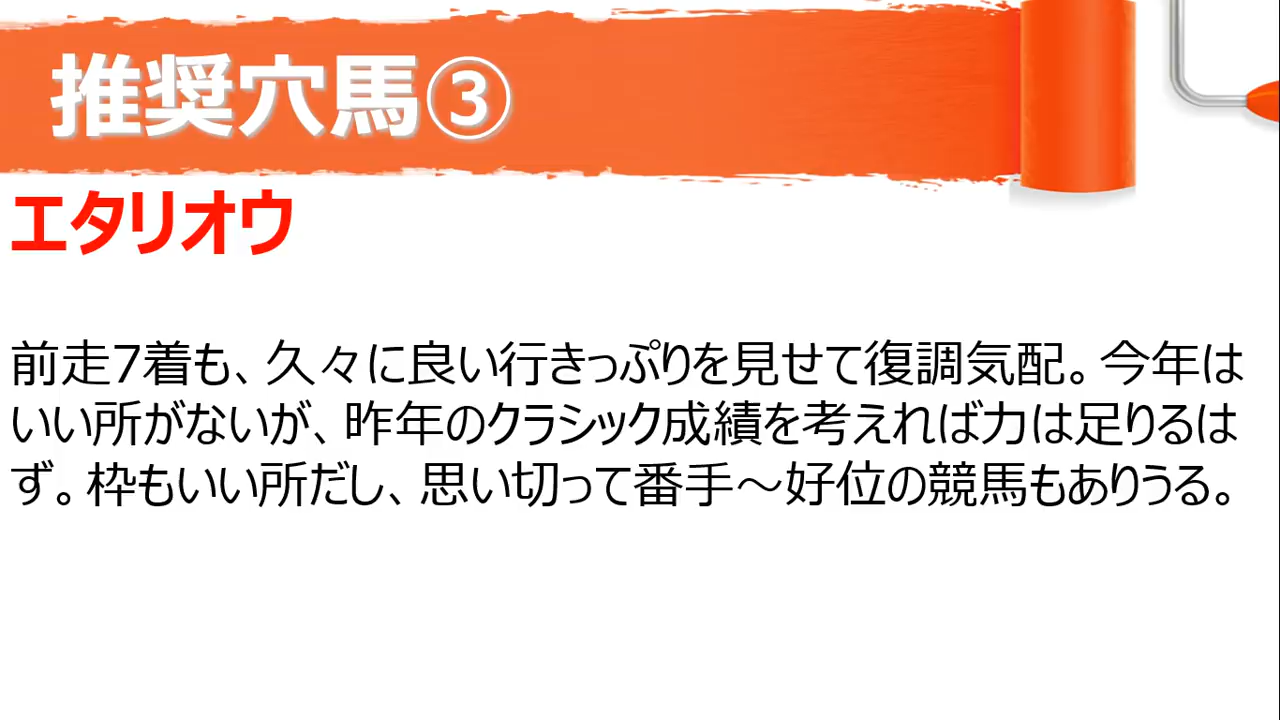 推奨穴馬③
エタリオウ
前走7着も、久々に良い行きっぷりを見せて復調気配。今年は
いい所がないが、昨年のクラシック成績を考えれば力は足りるは
ず。枠もいい所だし、思い切って番手～好位の競馬もありうる。